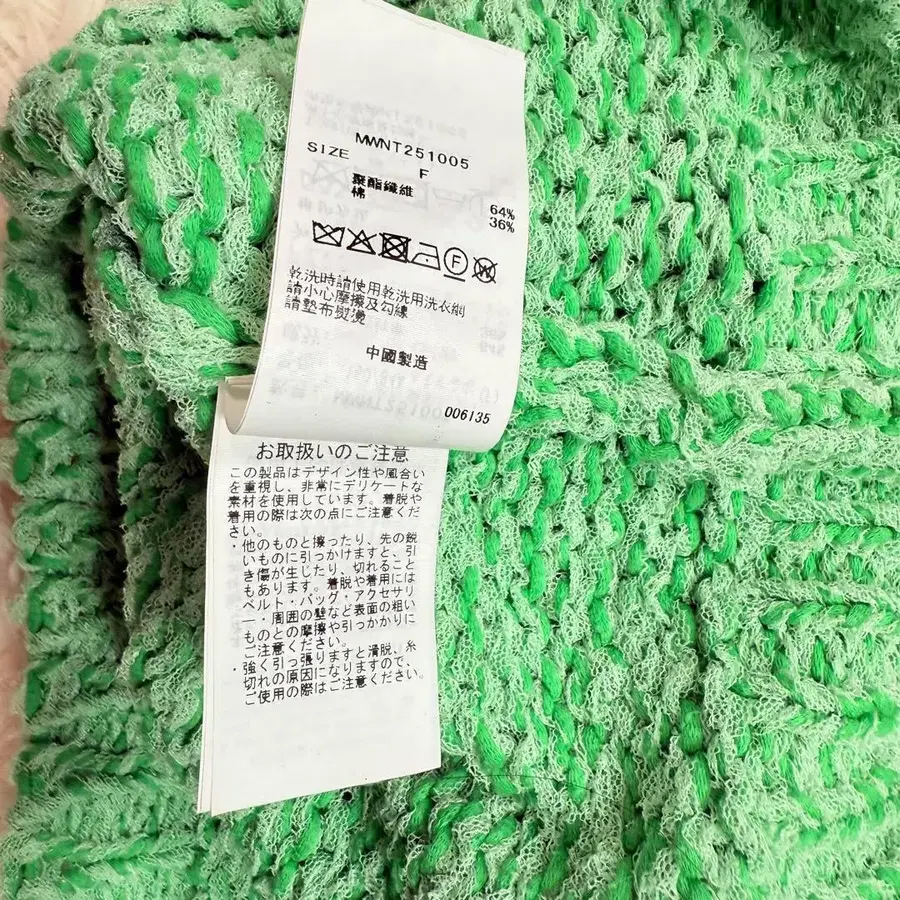 MWNT251005
SIZE
F
聚酯纖維 64%
棉 36%
F
W
乾洗時請使用乾洗用洗衣網
請小心摩擦及勾線
請墊布熨燙
中國製造
006135
お取扱いのご注意
この製品はデザイン性や風合い
を重視し、非常にデリケートな
素材を使用しています。着脱や
着用の際は次の点にご注意くだ
さい。
・他のものと擦ったり、先の鋭
いものに引っかけますと、引
き傷が生じたり、切れること
もあります。着脱や着用には
ベルト・バッグ・アクセサリ
ー・周囲の壁など表面の粗い
ものとの摩擦や引っかかりに
ご注意ください。
・強く引っ張りますと滑脱、糸
切れの原因になりますので、
ご使用の際はご注意ください。